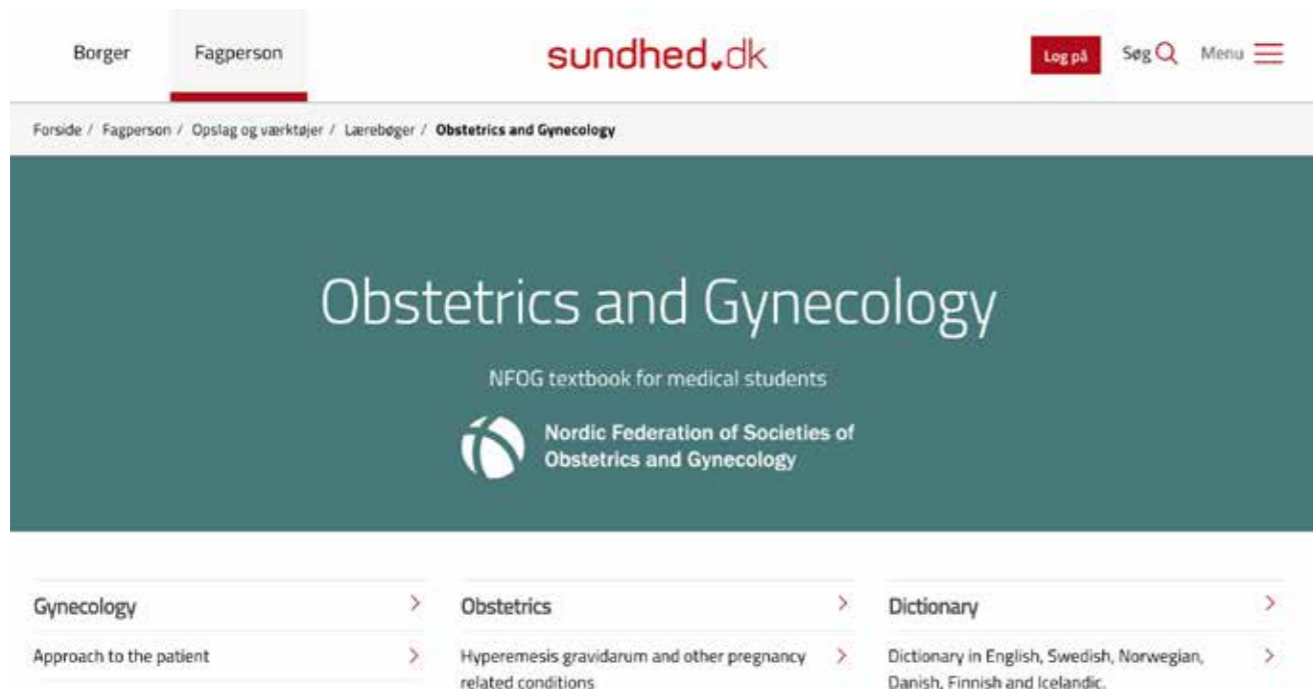 Borger Fagperson sundhed.dk Log på Søg Menu
Forside / Fagperson / Opslag og værktøjer / Lærebøger / Obstetrics and Gynecology
Obstetrics and Gynecology
NFOG textbook for medical students
Nordic Federation of Societies of
Obstetrics and Gynecology
Gynecology
Approach to the patient
Obstetrics
Hyperemesis gravidarum and other pregnancy
related conditions
Dictionary
Dictionary in English, Swedish, Norwegian,
Danish, Finnish and Icelandic.